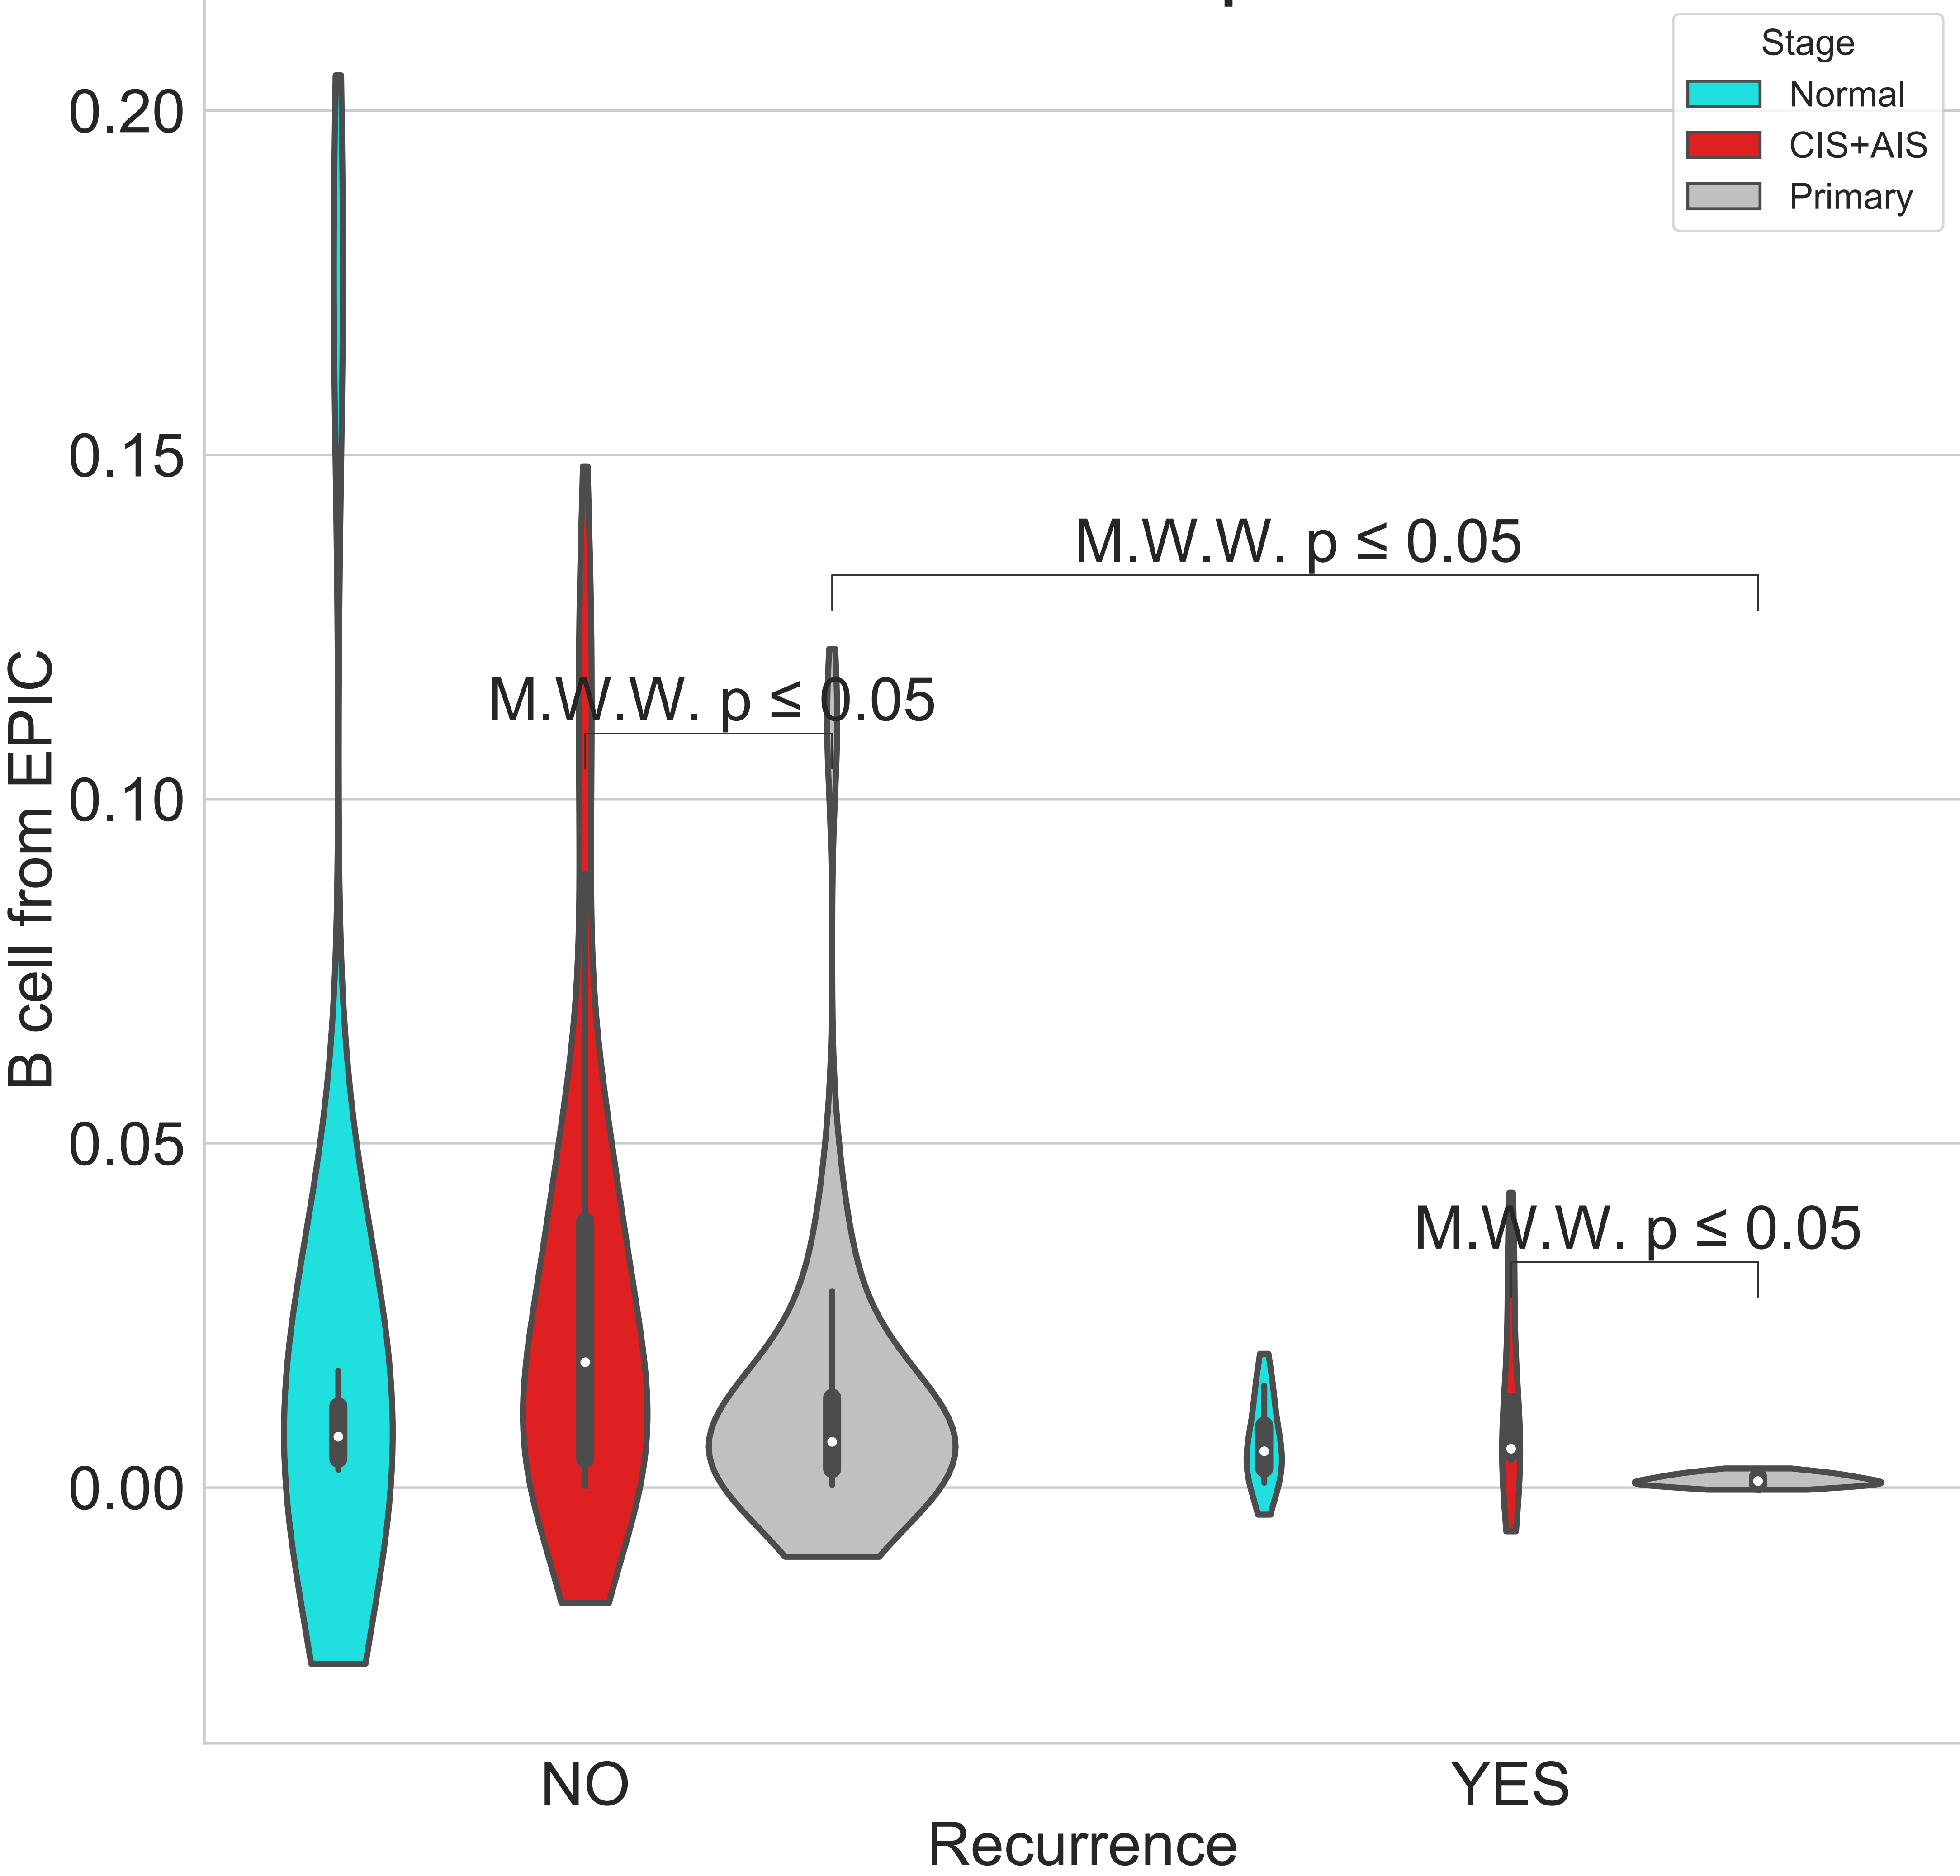 Stage
Normal
CIS+AIS
Primary
0.20
0.15
0.10
0.05
0.00
B cell from EPIC
M.W.W. p ≤ 0.05
M.W.W. p ≤ 0.05
M.W.W. p ≤ 0.05
NO
YES
Recurrence